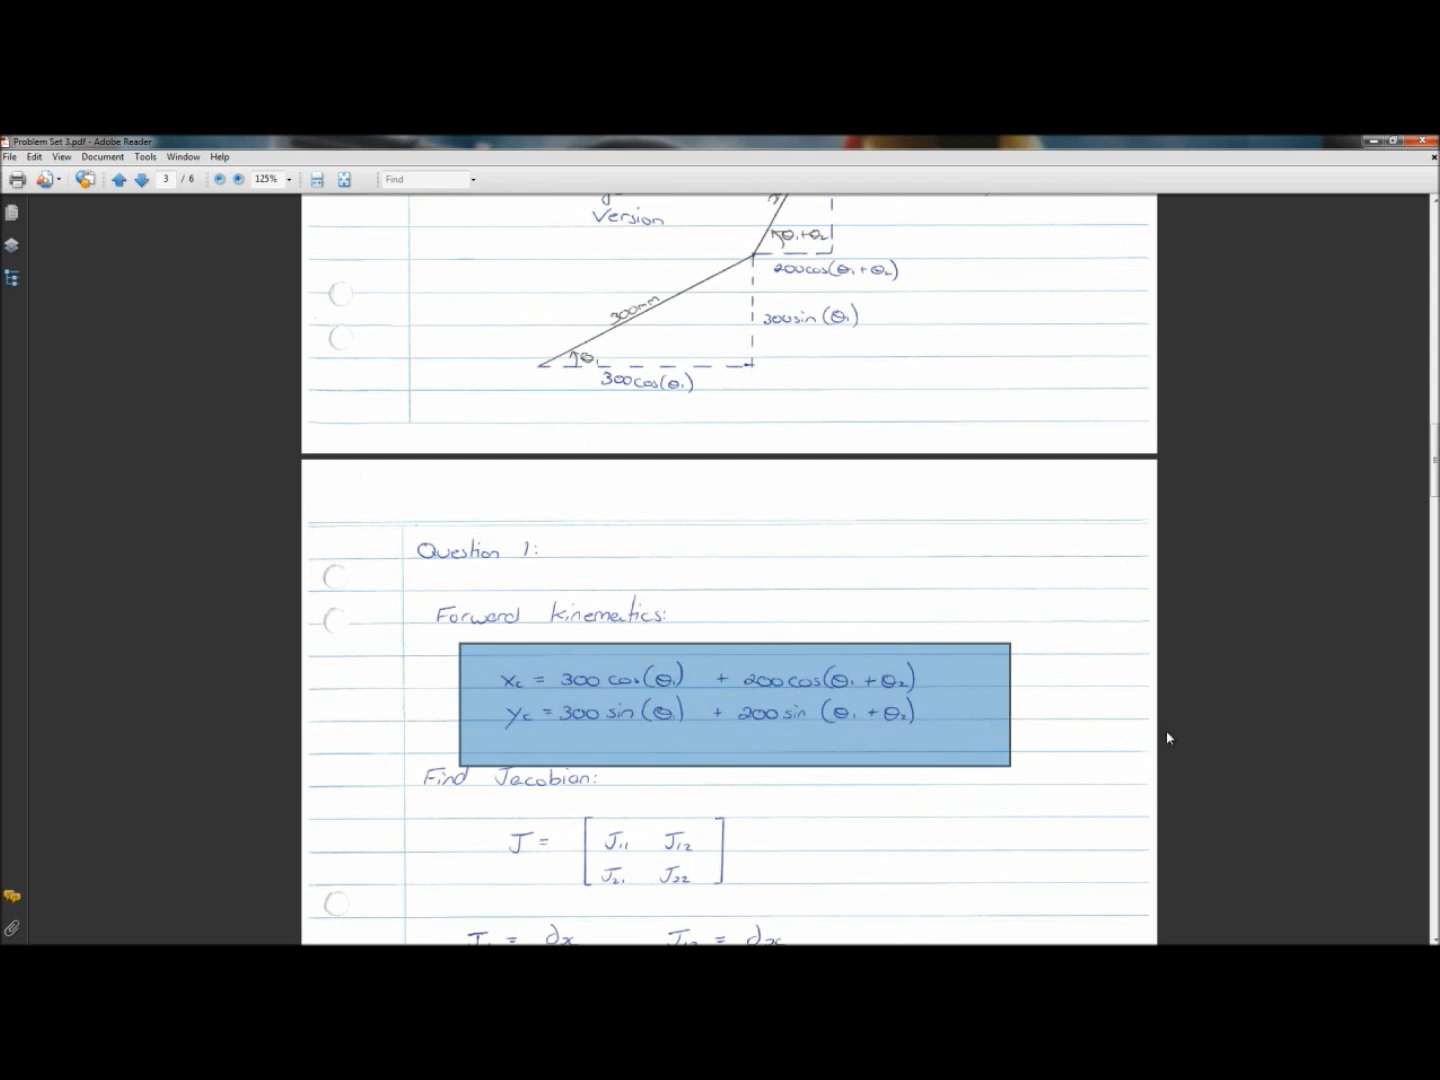 Problem Set 3.pdf - Adobe Reader
File Edit View Document Tools Window Help
3 / 6 125% Find
Version
θ1+θ2
200cos(θ1+θ2)
300mm
300sin(θ1)
θ1
300cos(θ1)
Question 1:
Forward kinematics:
xc = 300 cos(θ1) + 200cos(θ1 + θ2)
yc = 300 sin(θ1) + 200 sin (θ1 + θ2)
Find Jacobian:
J = [ J11 J12
J21 J22 ]
∂x J12 = ∂x